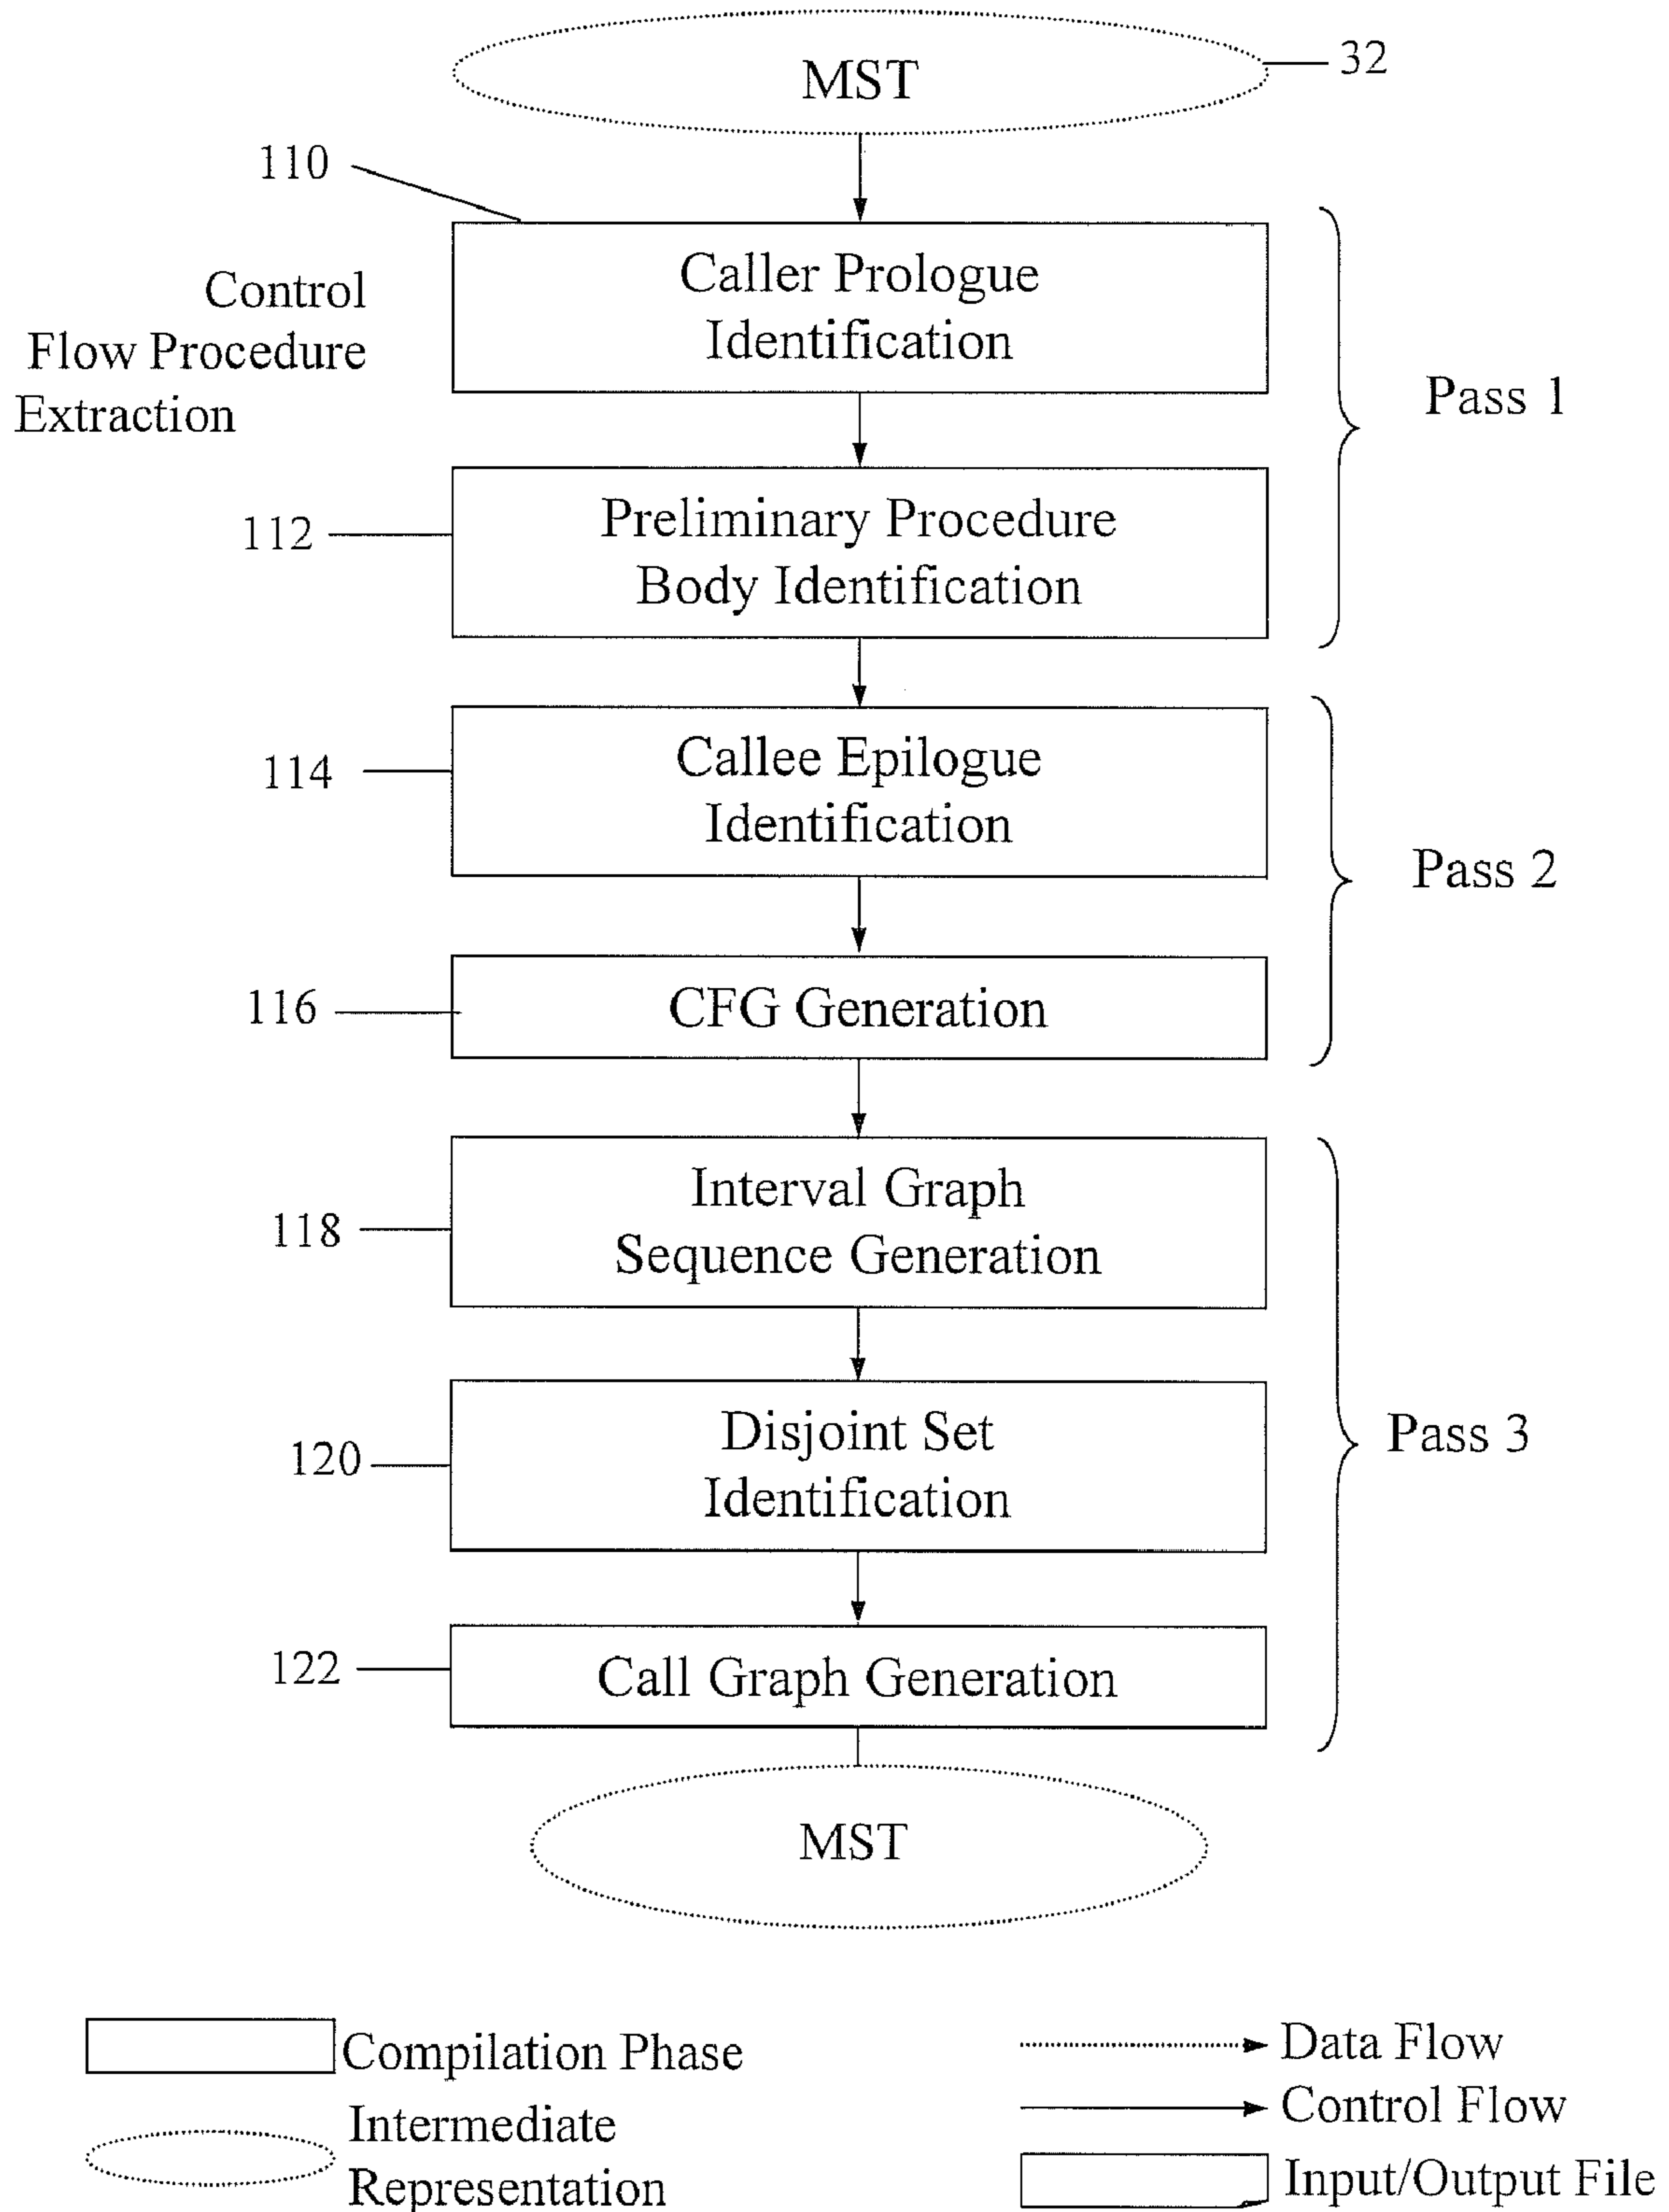 MST
32
110
Control
Flow Procedure
Extraction
Caller Prologue
Identification
Pass 1
112
Preliminary Procedure
Body Identification
114
Callee Epilogue
Identification
Pass 2
116
CFG Generation
118
Interval Graph
Sequence Generation
120
Disjoint Set
Identification
Pass 3
122
Call Graph Generation
MST
Compilation Phase
Intermediate
Representation
Data Flow
Control Flow
Input/Output File